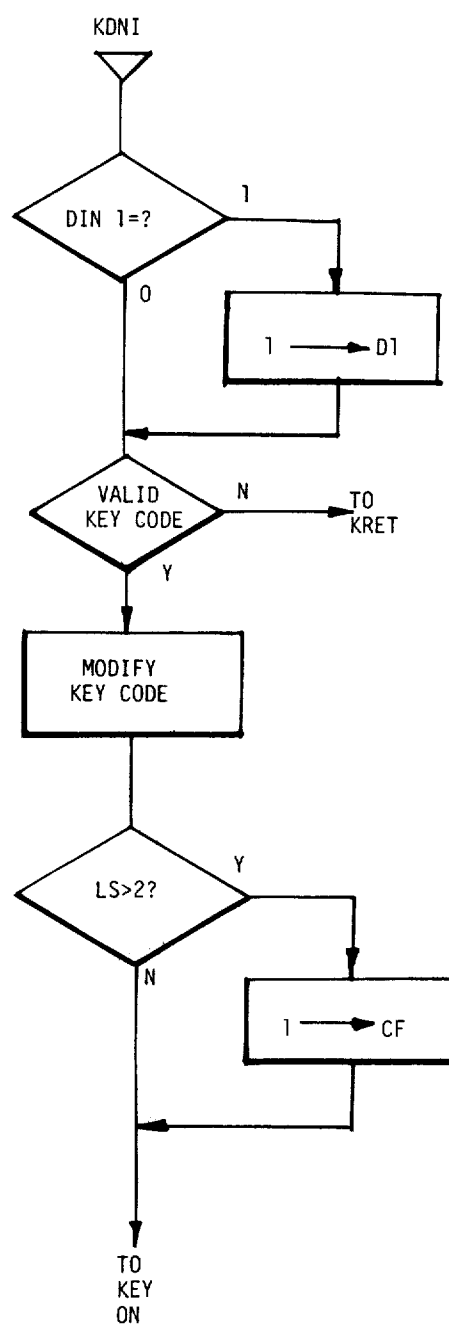 KDNI
DIN 1=?
1
0
1 → D1
VALID
KEY CODE
N
TO
KRET
Y
MODIFY
KEY CODE
LS>2?
Y
N
1 → CF
TO
KEY
ON